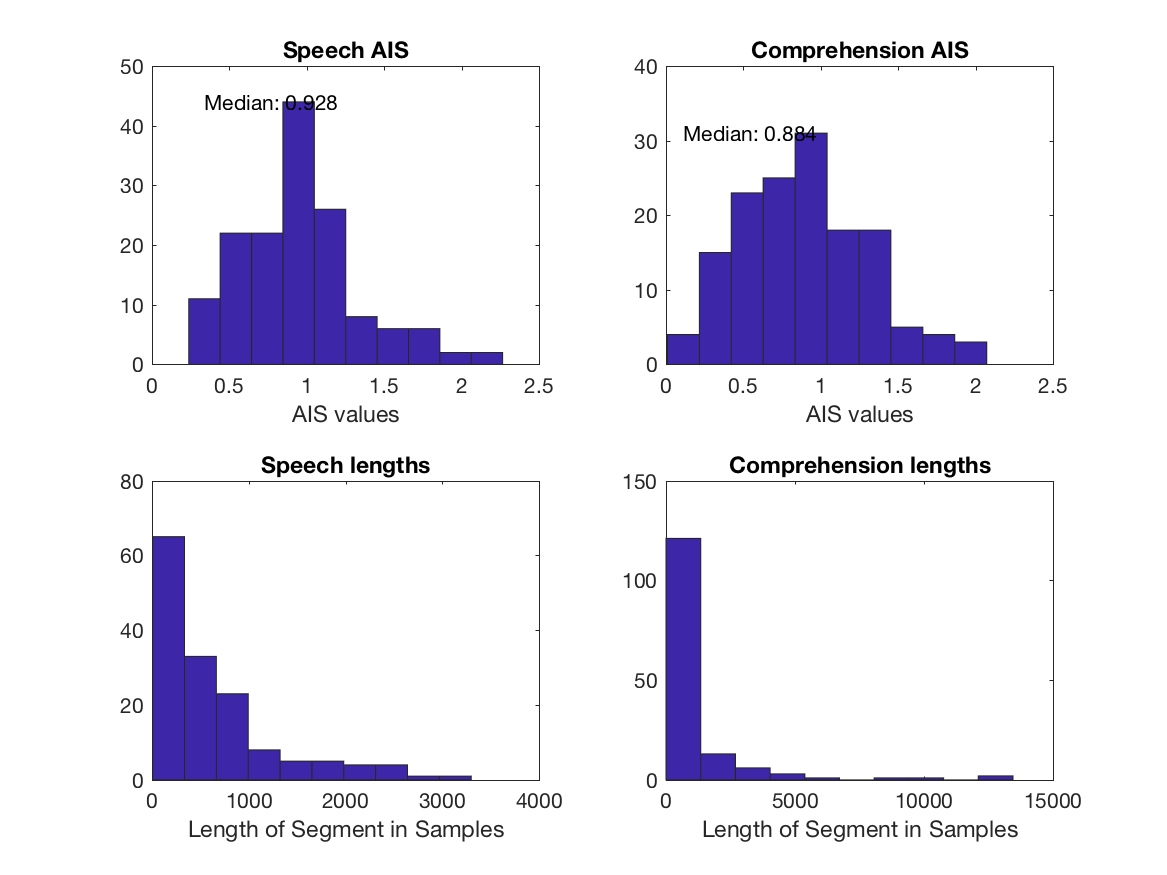 Speech AIS
50
40
30
20
10
0
Median: 0.928
0 0.5 1 1.5 2 2.5
AIS values
Comprehension AIS
40
30
20
10
0
Median: 0.884
0 0.5 1 1.5 2 2.5
AIS values
Speech lengths
80
60
40
20
0
0 1000 2000 3000 4000
Length of Segment in Samples
Comprehension lengths
150
100
50
0
0 5000 10000 15000
Length of Segment in Samples